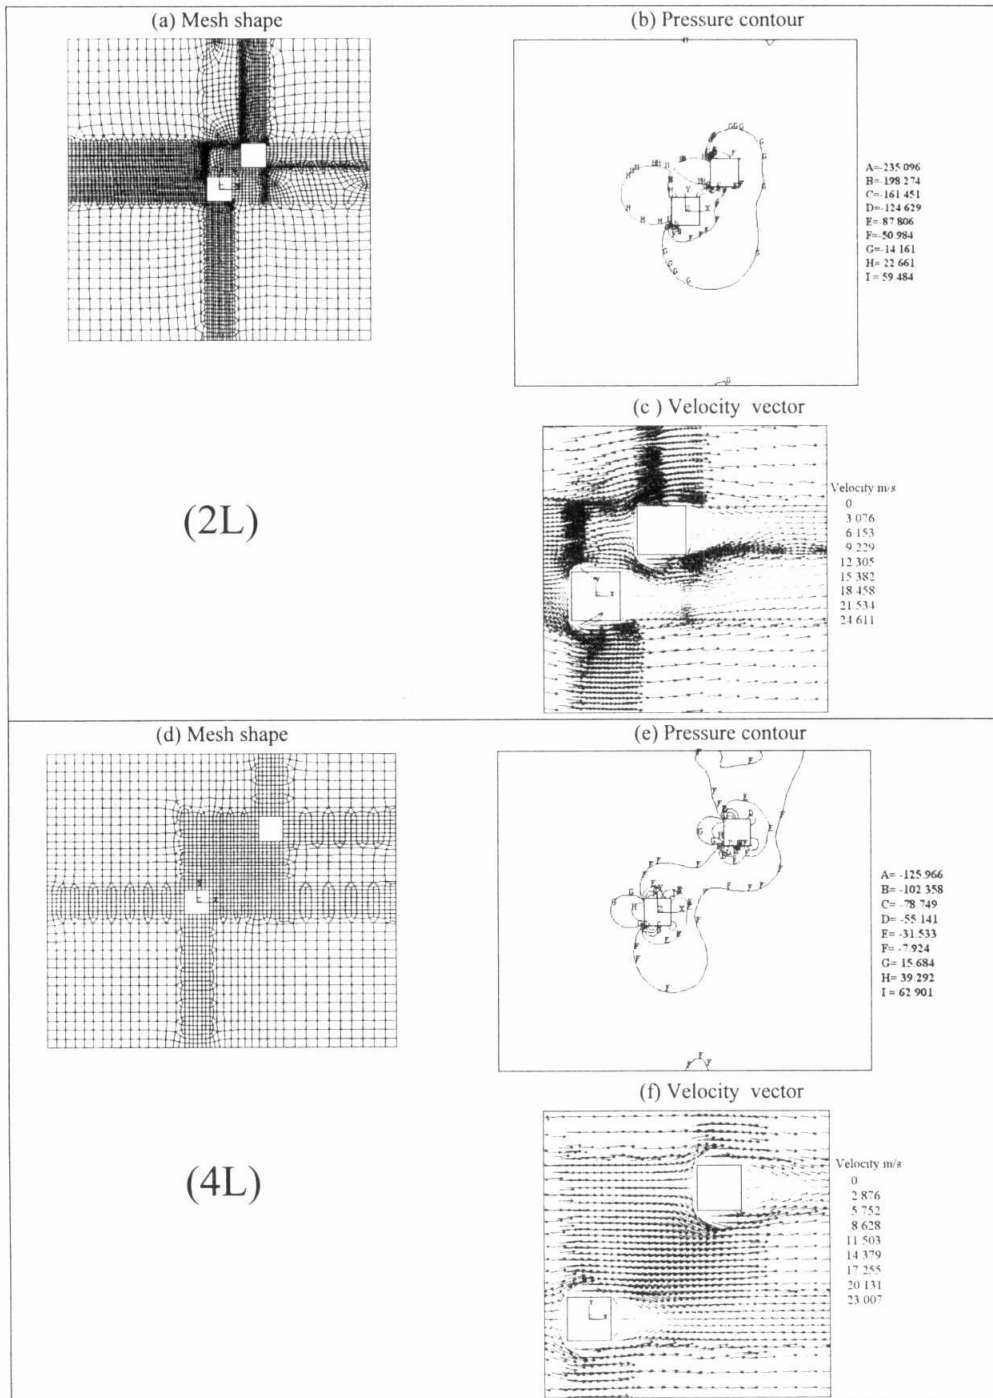 (a) Mesh shape
(b) Pressure contour
A=-235 096
B=-198 274
C=-161 451
D=-124 629
E=-87 806
F=-50 984
G=-14 161
H= 22 661
I = 59 484
(c ) Velocity vector
Velocity m/s
0
3 076
6 153
9 229
12 305
15 382
18 458
21 534
24 611
(2L)
(d) Mesh shape
(e) Pressure contour
A= -125 966
B= -102 358
C= -78 749
D= -55 141
E= -31 533
F= -7 924
G= 15 684
H= 39 292
I = 62 901
(f) Velocity vector
Velocity m/s
0
2 876
5 752
8 628
11 503
14 379
17 255
20 131
23 007
(4L)